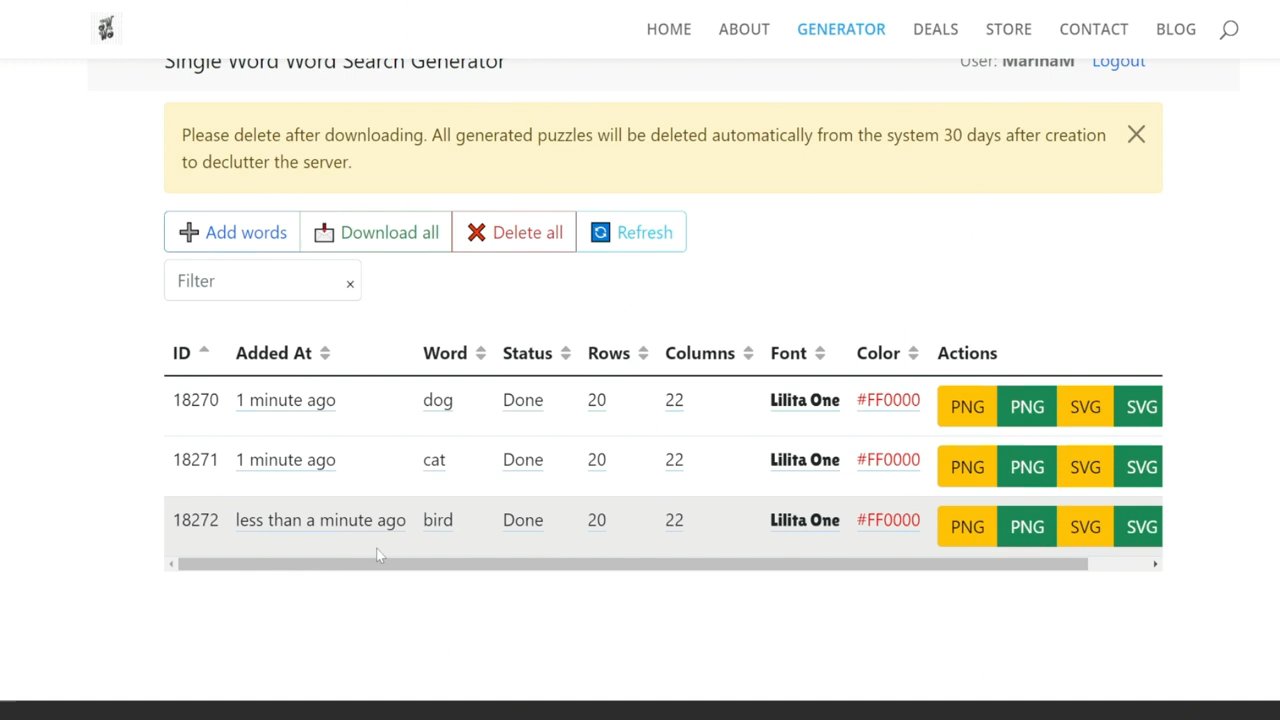 HOME ABOUT GENERATOR DEALS STORE CONTACT BLOG
Single Word Word Search Generator User: MarinaM Logout
Please delete after downloading. All generated puzzles will be deleted automatically from the system 30 days after creation
to declutter the server.
Add words Download all Delete all Refresh
Filter ×
ID Added At Word Status Rows Columns Font Color Actions
18270 1 minute ago dog Done 20 22 Lilita One #FF0000 PNG PNG SVG SVG
18271 1 minute ago cat Done 20 22 Lilita One #FF0000 PNG PNG SVG SVG
18272 less than a minute ago bird Done 20 22 Lilita One #FF0000 PNG PNG SVG SVG